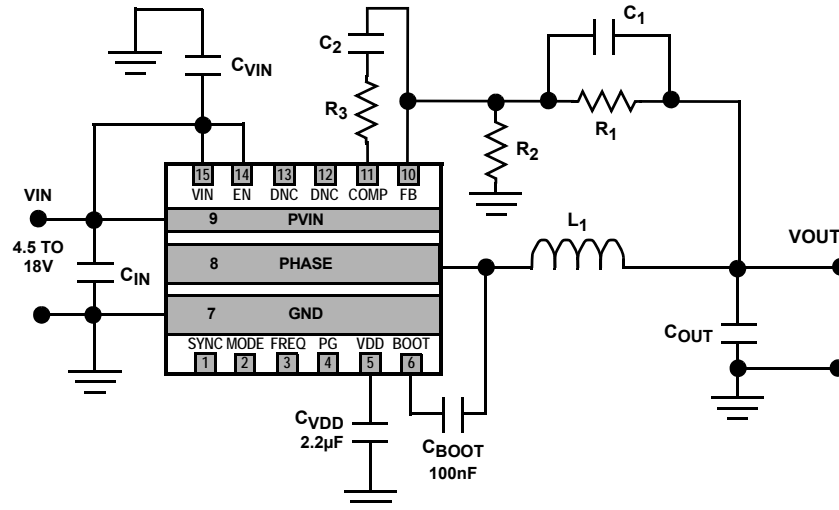 C1
C2
CVIN
R3
R1
R2
15 14 13 12 11 10
VIN EN DNC DNC COMP FB
VIN
9 PVIN
L1
4.5 TO
18V
CIN
8 PHASE
VOUT
7 GND
COUT
SYNC MODE FREQ PG VDD BOOT
1 2 3 4 5 6
CVDD
2.2µF
CBOOT
100nF